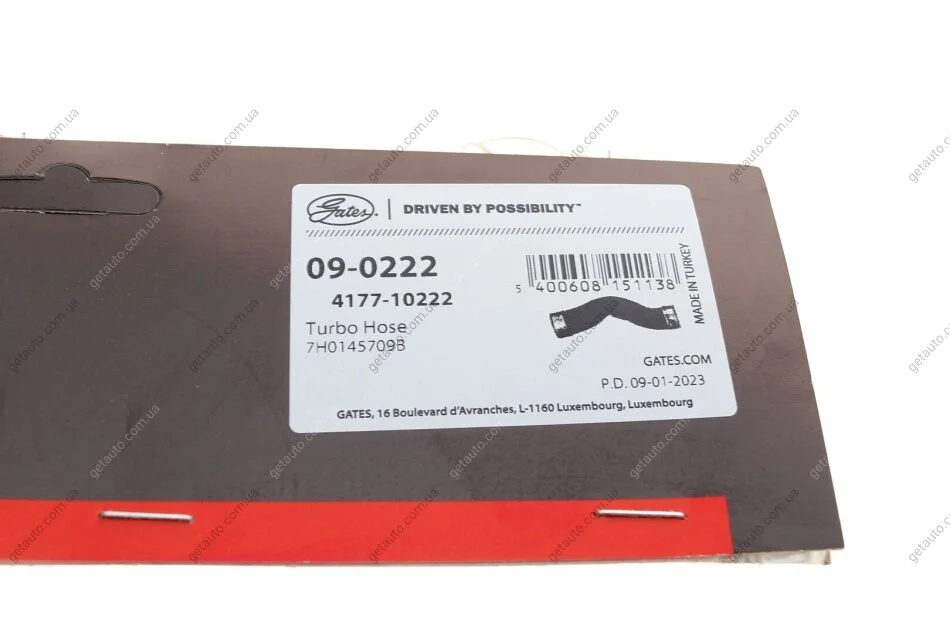 Gates. | DRIVEN BY POSSIBILITY™
09-0222
4177-10222
Turbo Hose
7H0145709B
5 400608 151138
MADE IN TURKEY
GATES.COM
P.D. 09-01-2023
GATES, 16 Boulevard d'Avranches, L-1160 Luxembourg, Luxembourg
getauto.com.ua